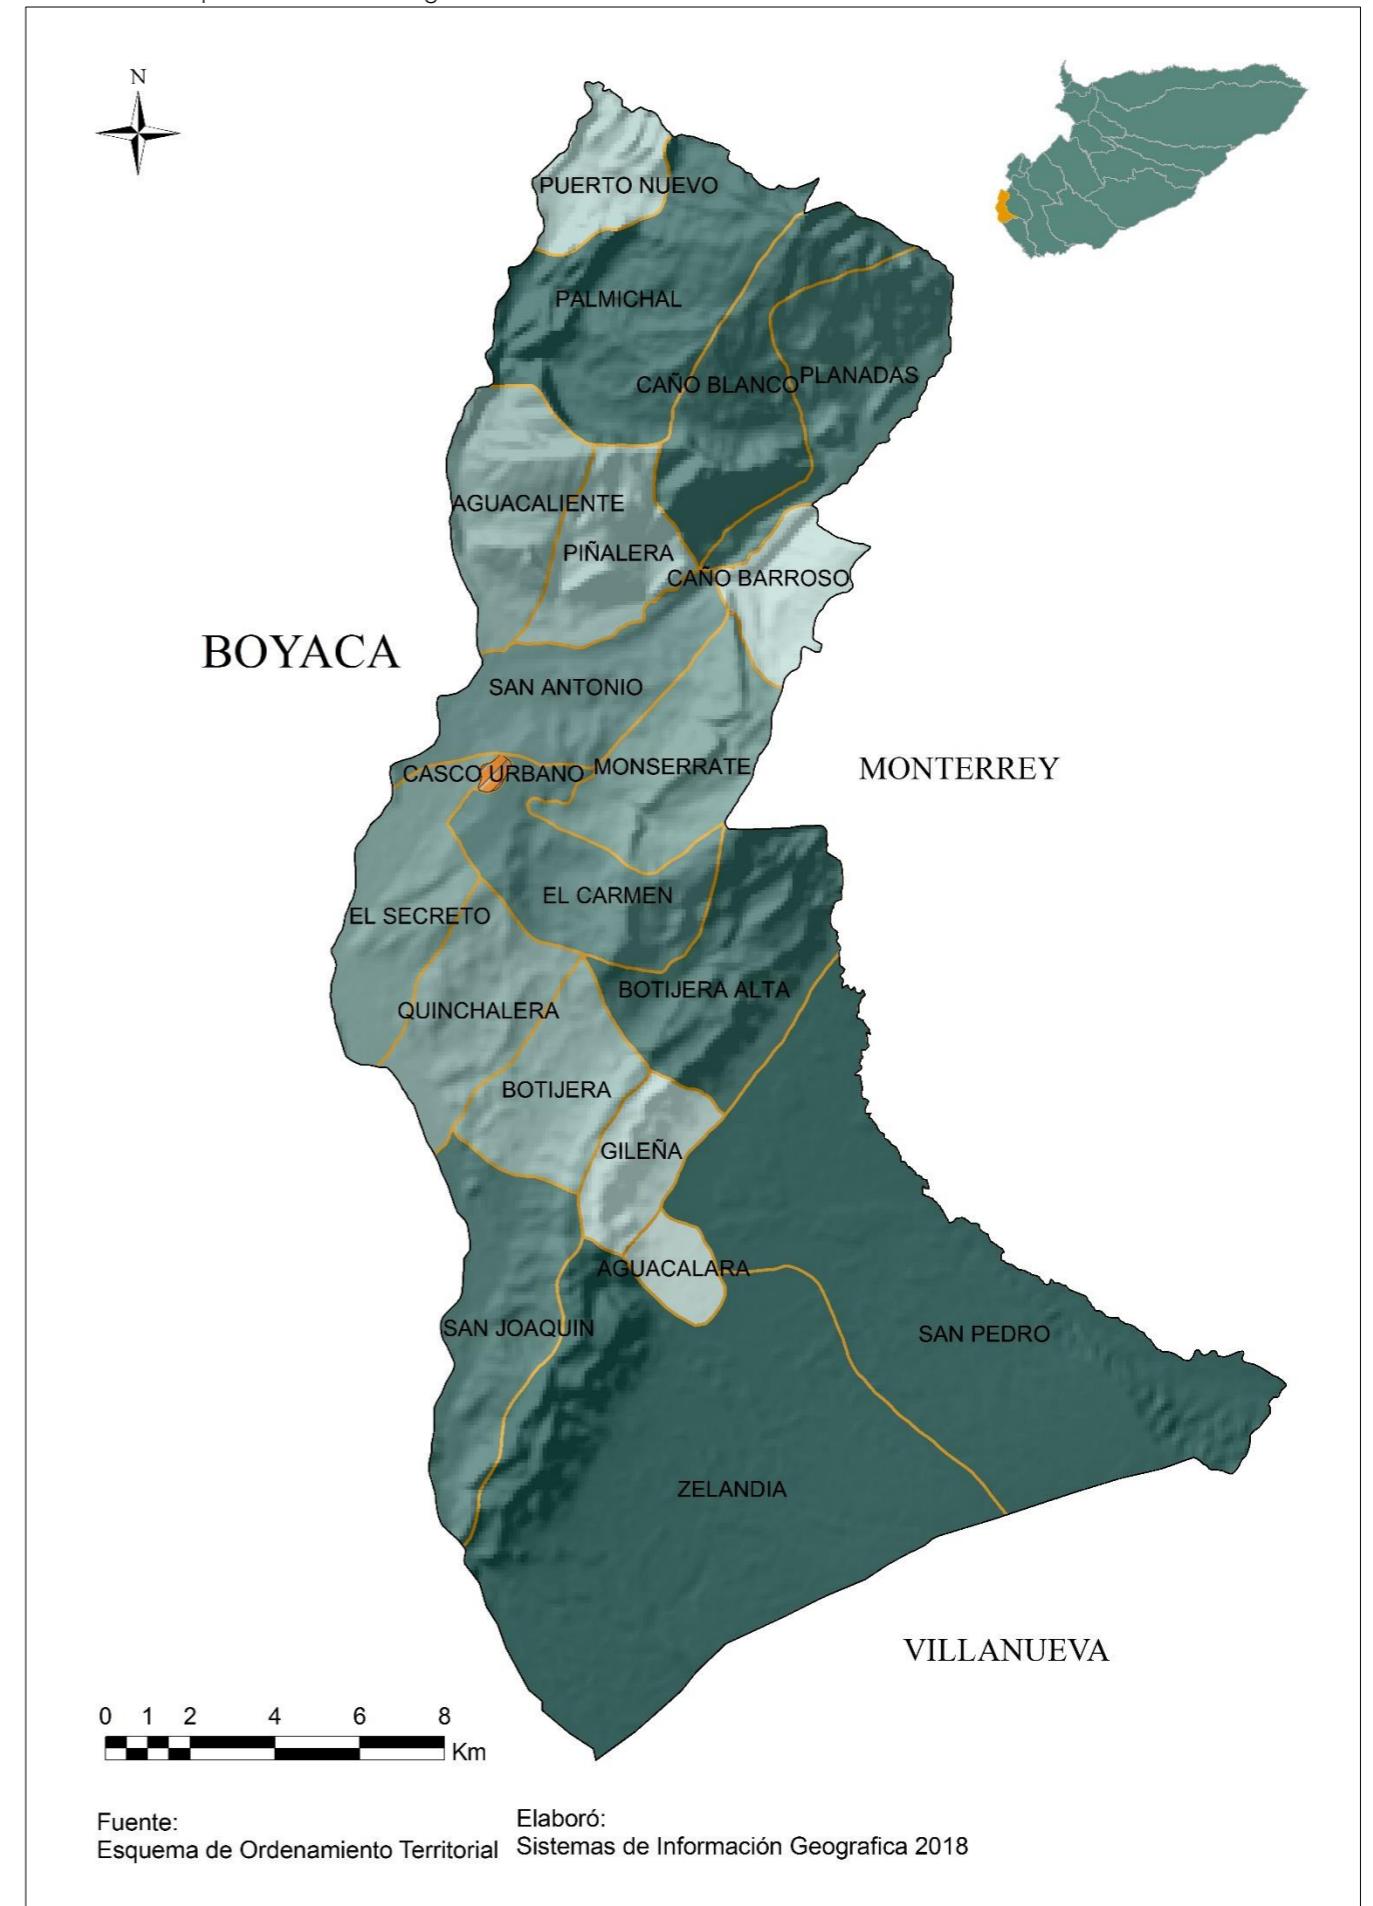 N
PUERTO NUEVO
PALMICHAL
CAÑO BLANCO
PLANADAS
AGUACALIENTE
PIÑALERA
CAÑO BARROSO
BOYACA
SAN ANTONIO
CASCO URBANO
MONSERRATE
MONTERREY
EL CARMEN
EL SECRETO
BOTIJERA ALTA
QUINCHALERA
BOTIJERA
GILEÑA
AGUACALARA
SAN JOAQUIN
SAN PEDRO
ZELANDIA
VILLANUEVA
0 1 2 4 6 8
Km
Fuente:
Esquema de Ordenamiento Territorial
Elaboró:
Sistemas de Información Geografica 2018